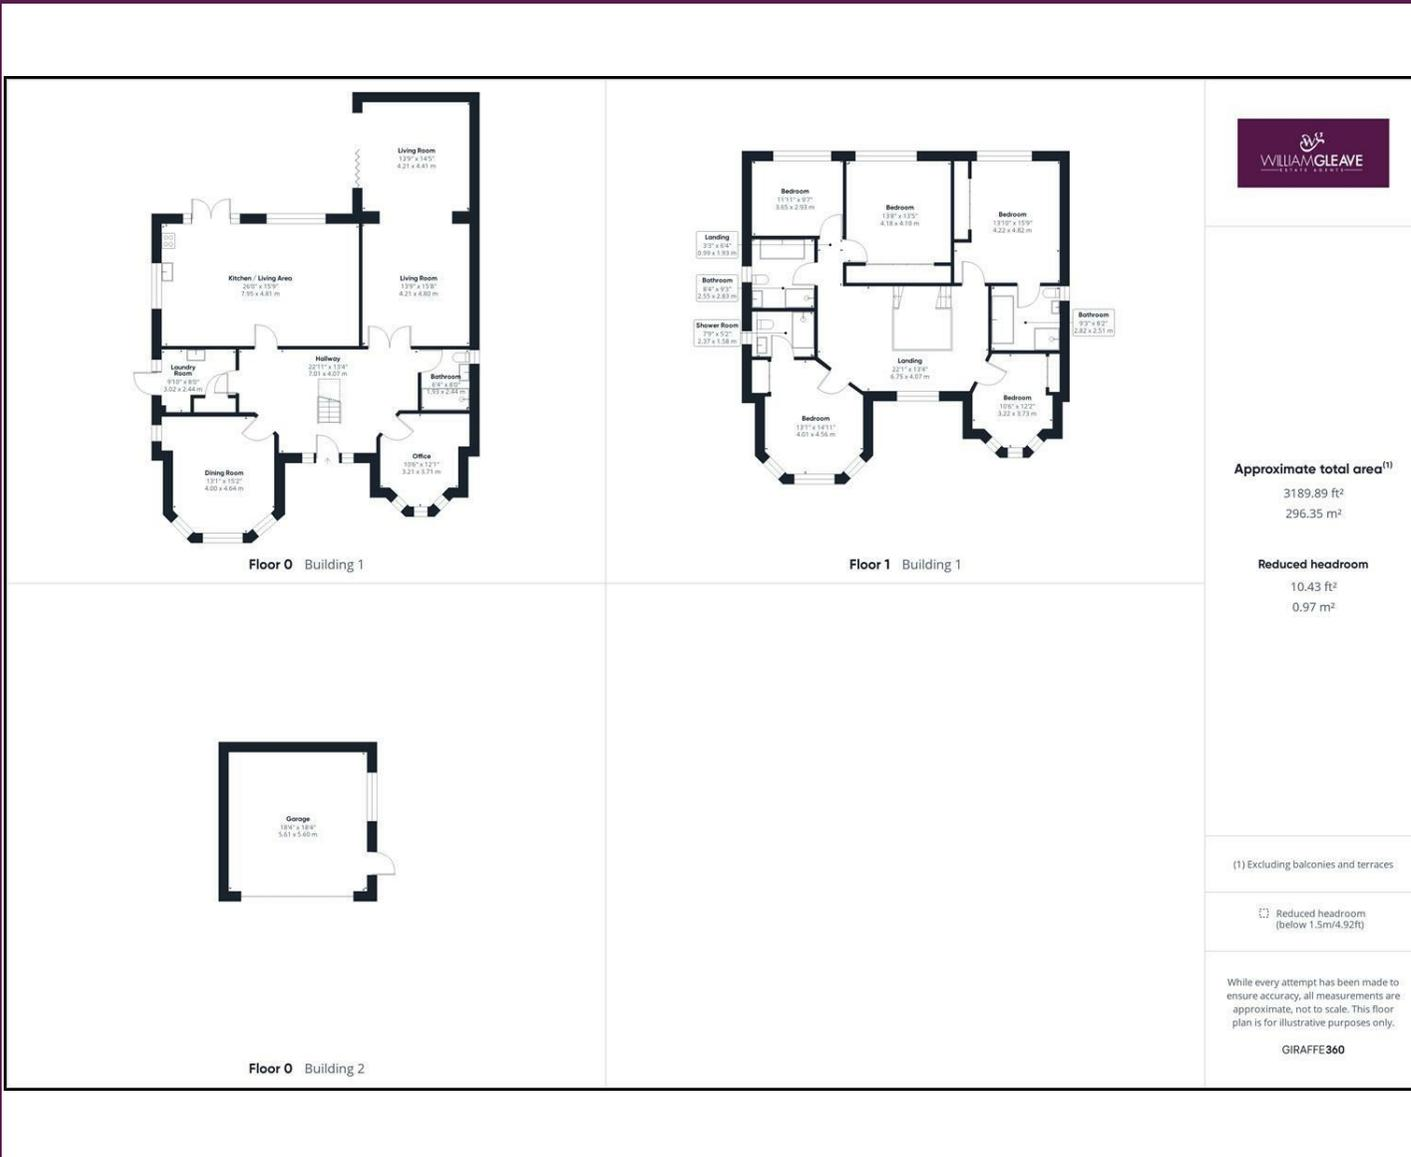 Living Room
13'9" x 14'5"
4.21 x 4.41 m
Kitchen / Living Area
26'0" x 15'9"
7.95 x 4.81 m
Living Room
13'9" x 15'8"
4.21 x 4.80 m
Laundry
Room
9'10" x 8'0"
3.02 x 2.44 m
Hallway
22'11" x 13'4"
7.01 x 4.07 m
Bathroom
6'4" x 8'0"
1.93 x 2.44 m
Dining Room
13'1" x 15'2"
4.00 x 4.64 m
Office
10'6" x 12'1"
3.21 x 3.71 m
Floor 0 Building 1
Bedroom
11'11" x 9'7"
3.65 x 2.93 m
Bedroom
13'8" x 13'5"
4.18 x 4.10 m
Bedroom
13'10" x 15'9"
4.22 x 4.82 m
Landing
3'3" x 6'4"
0.99 x 1.93 m
Bathroom
8'4" x 9'3"
2.55 x 2.83 m
Shower Room
7'9" x 5'2"
2.37 x 1.58 m
Bathroom
9'3" x 8'2"
2.82 x 2.51 m
Landing
22'1" x 13'4"
6.75 x 4.07 m
Bedroom
13'1" x 14'11"
4.01 x 4.56 m
Bedroom
10'6" x 12'2"
3.22 x 3.73 m
Floor 1 Building 1
Garage
18'4" x 18'4"
5.61 x 5.60 m
Floor 0 Building 2
WILLIAMGLEAVE
ESTATE AGENTS
Approximate total area(1)
3189.89 ft²
296.35 m²
Reduced headroom
10.43 ft²
0.97 m²
(1) Excluding balconies and terraces
Reduced headroom
(below 1.5m/4.92ft)
While every attempt has been made to
ensure accuracy, all measurements are
approximate, not to scale. This floor
plan is for illustrative purposes only.
GIRAFFE360